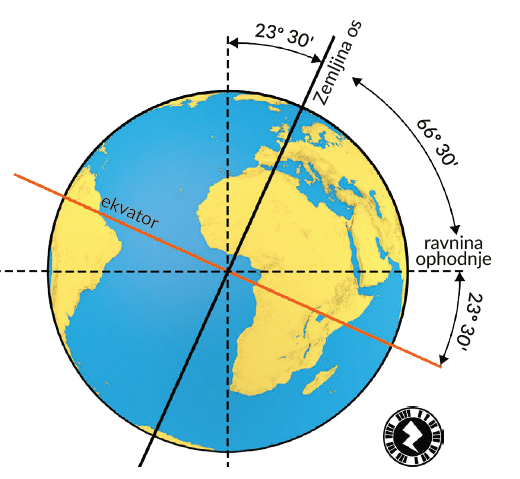 23° 30'
Zemljina os
66° 30'
ekvator
ravnina
ophodnje
23° 30'